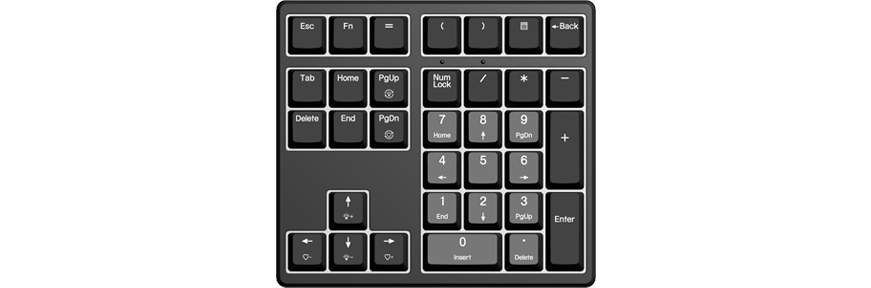 Esc Fn = ( ) ←Back
Tab Home PgUp Num Lock / * −
Delete End PgDn 7 Home 8 ↑ 9 PgDn +
4 ← 5 6 →
↑ 1 End 2 ↓ 3 PgUp Enter
← ↓ → 0 Insert . Delete